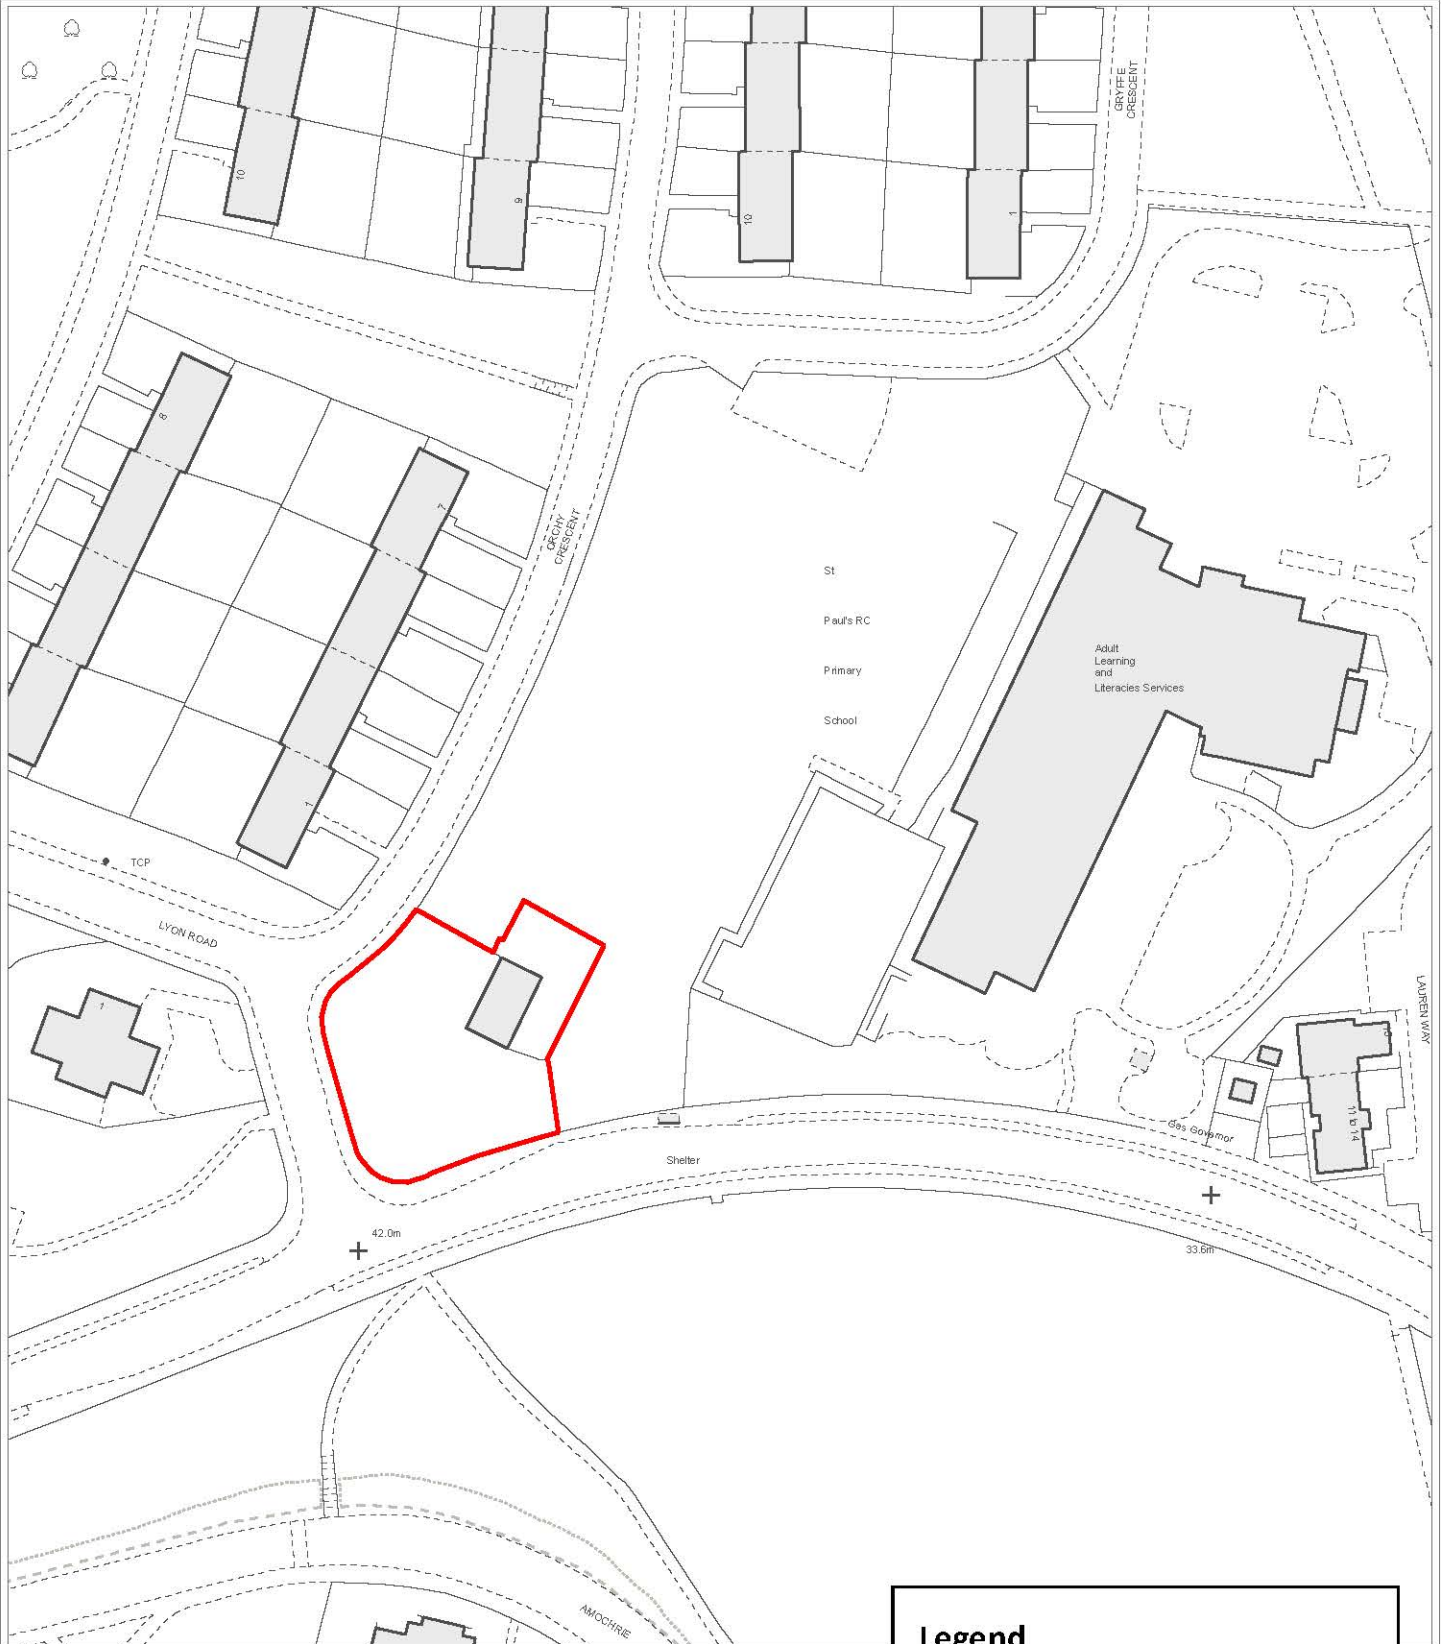 10
9
10
1
GRYFFE
CRESCENT
8
7
ORCHY
CRESCENT
St
Paul's RC
Primary
School
Adult
Learning
and
Literacies Services
1
TCP
LYON ROAD
1
LAUREN WAY
11 to 14
Gas Governor
Shelter
42.0m
33.6m
AMOCHRIE
Legend